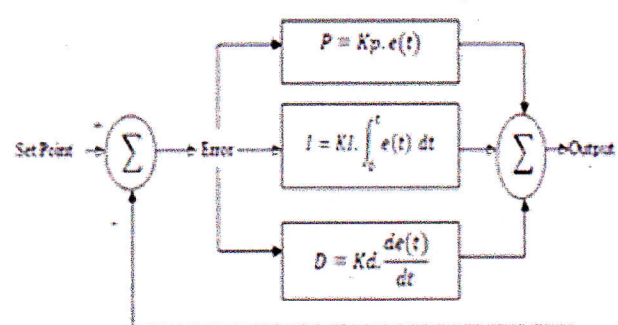 P = Kp. e(t)
+
Set Point
∑
Error
I = KI. ∫₀ᵗ e(t) dt
∑
Output
D = Kd. de(t)/dt